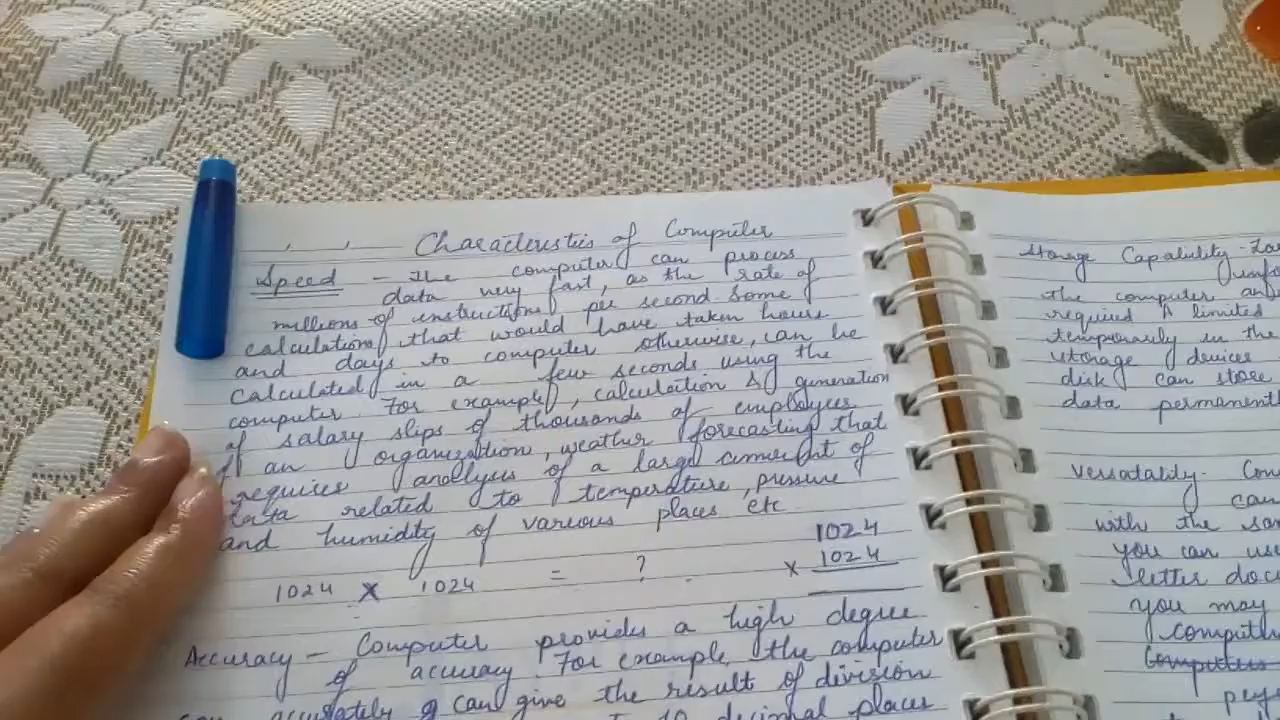 Characteristics of Computer
Speed - The computer can process
data very fast, as the rate of
millions of instructions per second. Some
calculations that would have taken hours
and days to computer otherwise, can be
calculated in a few seconds using the
computer. For example, calculation & generation
of salary slips of thousands of employees
of an organization, weather forecasting that
requires analysis of a large amount of
data related to temperature, pressure
and humidity of various places etc
1024 x 1024 = ?
1024
x 1024
Accuracy - Computer provides a high degree
of accuracy. For example, the computer
can accurately can give the result of division
10 decimal places
Storage Capability -
the computer
required A limited
temporarily in the
storage devices
disk can store
data
Versatality -
can
with the
you can
letter
you may
Computers